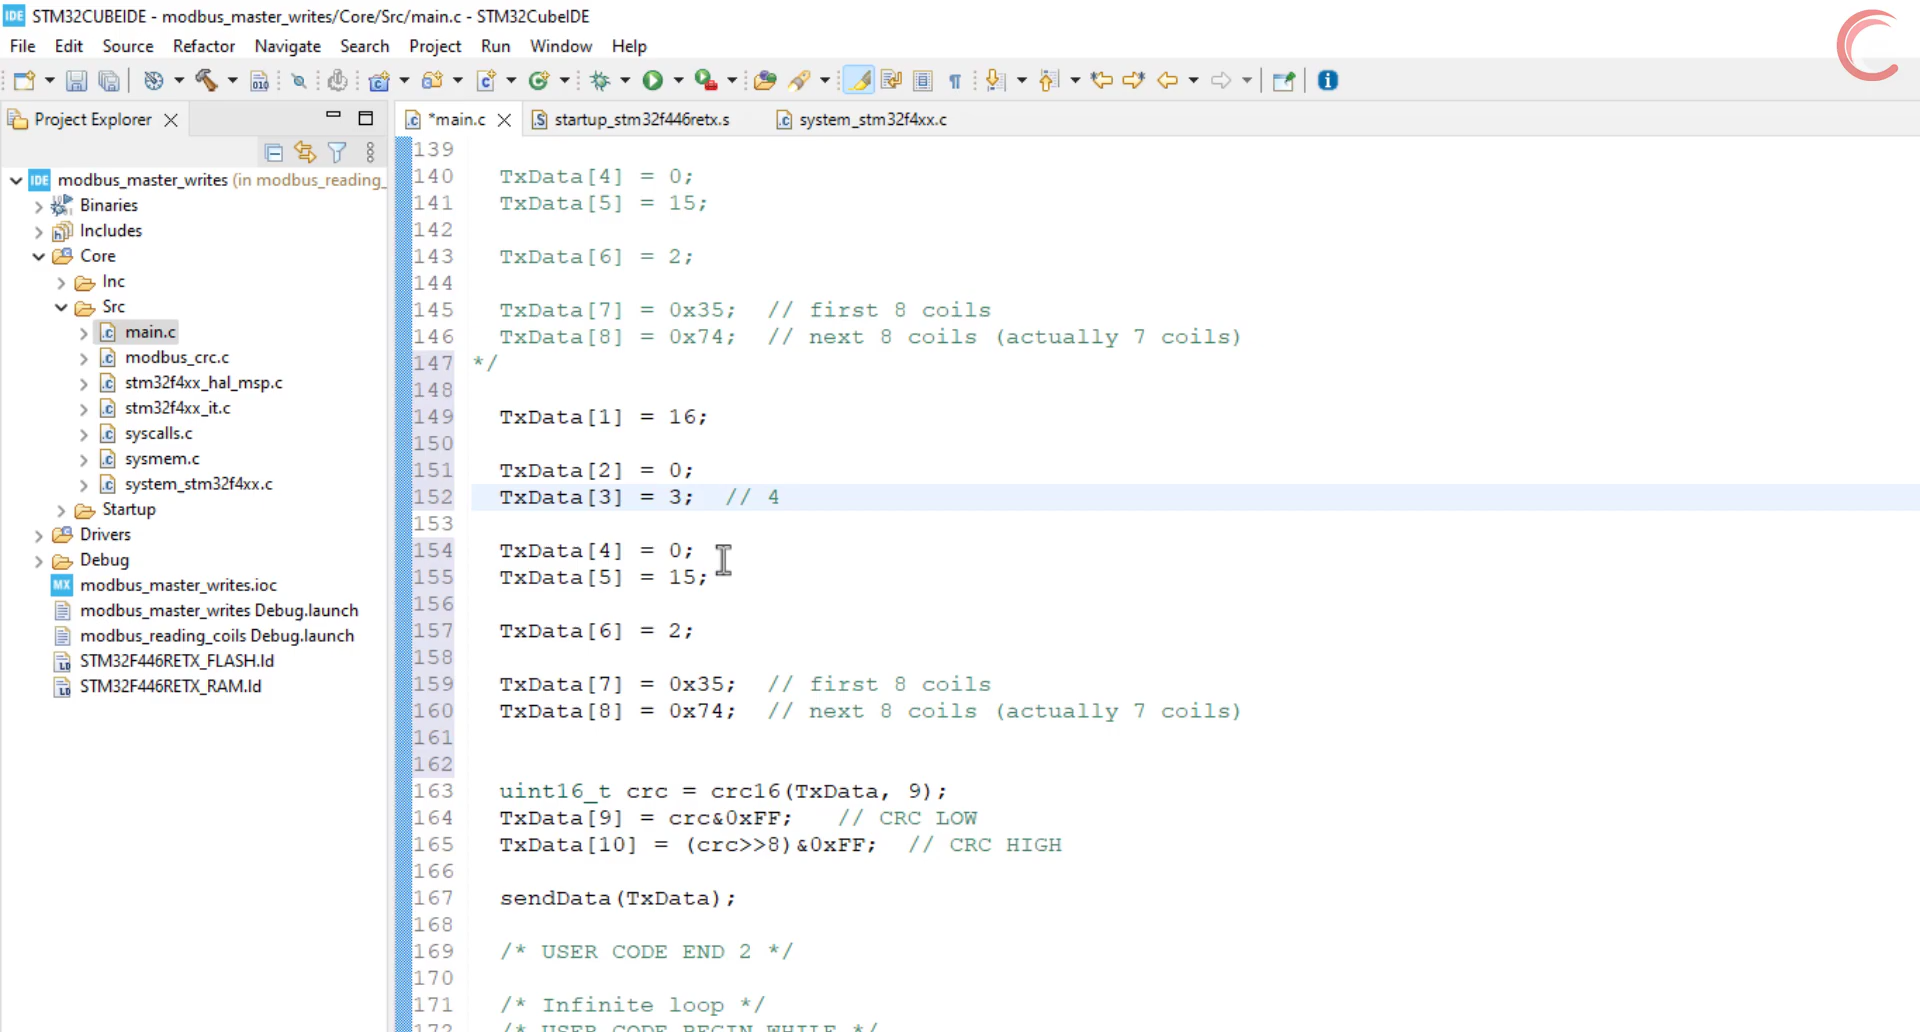 IDE STM32CUBEIDE - modbus_master_writes/Core/Src/main.c - STM32CubeIDE
File Edit Source Refactor Navigate Search Project Run Window Help
Project Explorer
*main.c startup_stm32f446retx.s system_stm32f4xx.c
IDE modbus_master_writes (in modbus_reading_
Binaries
Includes
Core
Inc
Src
main.c
modbus_crc.c
stm32f4xx_hal_msp.c
stm32f4xx_it.c
syscalls.c
sysmem.c
system_stm32f4xx.c
Startup
Drivers
Debug
MX modbus_master_writes.ioc
modbus_master_writes Debug.launch
modbus_reading_coils Debug.launch
STM32F446RETX_FLASH.ld
STM32F446RETX_RAM.ld
139
140 TxData[4] = 0;
141 TxData[5] = 15;
142
143 TxData[6] = 2;
144
145 TxData[7] = 0x35; // first 8 coils
146 TxData[8] = 0x74; // next 8 coils (actually 7 coils)
147 */
148
149 TxData[1] = 16;
150
151 TxData[2] = 0;
152 TxData[3] = 3; // 4
153
154 TxData[4] = 0;
155 TxData[5] = 15;
156
157 TxData[6] = 2;
158
159 TxData[7] = 0x35; // first 8 coils
160 TxData[8] = 0x74; // next 8 coils (actually 7 coils)
161
162
163 uint16_t crc = crc16(TxData, 9);
164 TxData[9] = crc&0xFF; // CRC LOW
165 TxData[10] = (crc>>8)&0xFF; // CRC HIGH
166
167 sendData(TxData);
168
169 /* USER CODE END 2 */
170
171 /* Infinite loop */
172 /* USER CODE BEGIN WHILE */